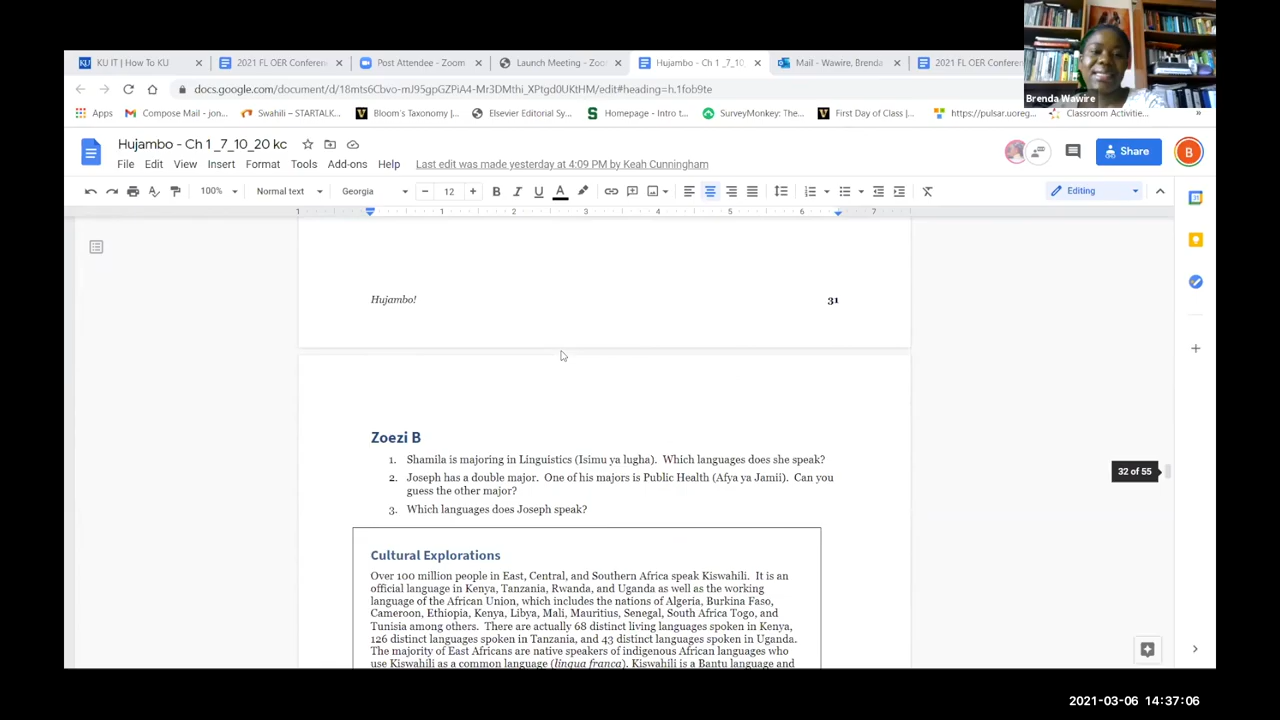 KU IT | How To KU
2021 FL OER Conferen
Post Attendee - Zoom
Launch Meeting - Zoo
Hujambo - Ch 1 _7_10_
Mail - Wawire, Brenda
2021 FL OER Conferen
Brenda Wawire
docs.google.com/document/d/18mts6Cbvo-mJ95gpGZPiA4-Mr3DMthi_XPtgd0UKtHM/edit#heading=h.1fob9te
Apps
Compose Mail - jon...
Swahili – STARTALK...
Bloom's Taxonomy |...
Elsevier Editorial Sy...
Homepage - Intro t...
SurveyMonkey: The...
First Day of Class |...
https://pulsar.uoreg...
Classroom Activitie...
Hujambo - Ch 1 _7_10_20 kc
File Edit View Insert Format Tools Add-ons Help
Last edit was made yesterday at 4:09 PM by Keah Cunningham
Share
B
100%
Normal text
Georgia
12
B I U A
Editing
1 1 2 3 4 5 6 7
Hujambo!
31
Zoezi B
1. Shamila is majoring in Linguistics (Isimu ya lugha). Which languages does she speak?
2. Joseph has a double major. One of his majors is Public Health (Afya ya Jamii). Can you
guess the other major?
3. Which languages does Joseph speak?
32 of 55
Cultural Explorations
Over 100 million people in East, Central, and Southern Africa speak Kiswahili. It is an
official language in Kenya, Tanzania, Rwanda, and Uganda as well as the working
language of the African Union, which includes the nations of Algeria, Burkina Faso,
Cameroon, Ethiopia, Kenya, Libya, Mali, Mauritius, Senegal, South Africa Togo, and
Tunisia among others. There are actually 68 distinct living languages spoken in Kenya,
126 distinct languages spoken in Tanzania, and 43 distinct languages spoken in Uganda.
The majority of East Africans are native speakers of indigenous African languages who
use Kiswahili as a common language (lingua franca). Kiswahili is a Bantu language and
2021-03-06 14:37:06